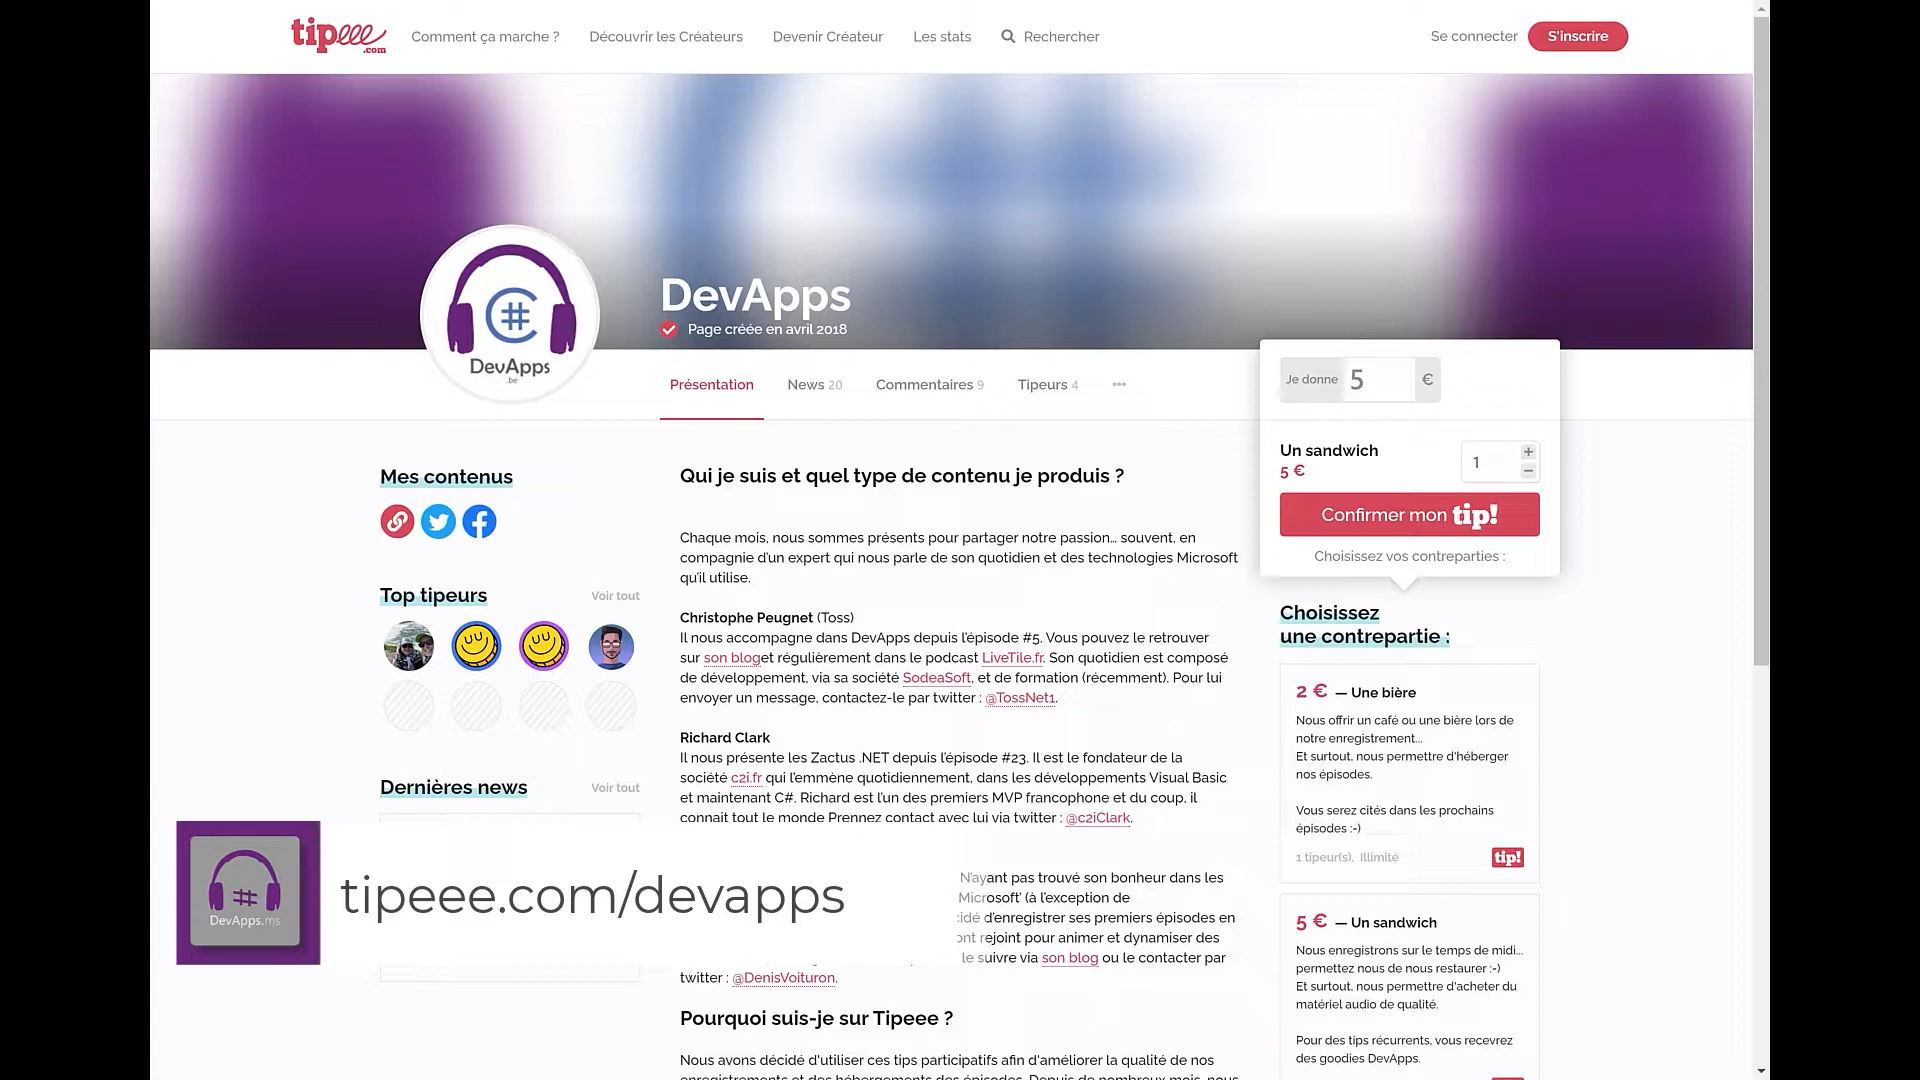 tipeee.com
Comment ça marche ?
Découvrir les Créateurs
Devenir Créateur
Les stats
Rechercher
Se connecter
S'inscrire
DevApps
.be
DevApps
Page créée en avril 2018
Présentation
News 20
Commentaires 9
Tipeurs 4
Je donne 5 €
Un sandwich
5 €
1
Confirmer mon tip!
Choisissez vos contreparties :
Mes contenus
Top tipeurs
Voir tout
Dernières news
Voir tout
Qui je suis et quel type de contenu je produis ?
Chaque mois, nous sommes présents pour partager notre passion… souvent, en
compagnie d'un expert qui nous parle de son quotidien et des technologies Microsoft
qu'il utilise.
Christophe Peugnet (Toss)
Il nous accompagne dans DevApps depuis l'épisode #5. Vous pouvez le retrouver
sur son bloget régulièrement dans le podcast LiveTile.fr. Son quotidien est composé
de développement, via sa société SodeaSoft, et de formation (récemment). Pour lui
envoyer un message, contactez-le par twitter : @TossNet1.
Richard Clark
Il nous présente les Zactus .NET depuis l'épisode #23. Il est le fondateur de la
société c2i.fr qui l'emmène quotidiennement, dans les développements Visual Basic
et maintenant C#. Richard est l'un des premiers MVP francophone et du coup, il
connait tout le monde Prennez contact avec lui via twitter : @c2iClark.
N'ayant pas trouvé son bonheur dans les
Microsoft' (à l'exception de
d'enregistrer ses premiers épisodes en
rejoint pour animer et dynamiser des
le suivre via son blog ou le contacter par
twitter : @DenisVoituron.
Pourquoi suis-je sur Tipeee ?
Nous avons décidé d'utiliser ces tips participatifs afin d'améliorer la qualité de nos
enregistrements et des hébergements des épisodes. Depuis de nombreux mois, nous
DevApps.ms
tipeee.com/devapps
Choisissez
une contrepartie :
2 € — Une bière
Nous offrir un café ou une bière lors de
notre enregistrement...
Et surtout, nous permettre d'héberger
nos épisodes.
Vous serez cités dans les prochains
épisodes :-)
1 tipeur(s), Illimité
tip!
5 € — Un sandwich
Nous enregistrons sur le temps de midi...
permettez nous de nous restaurer :-)
Et surtout, nous permettre d'acheter du
matériel audio de qualité.
Pour des tips récurrents, vous recevrez
des goodies DevApps.